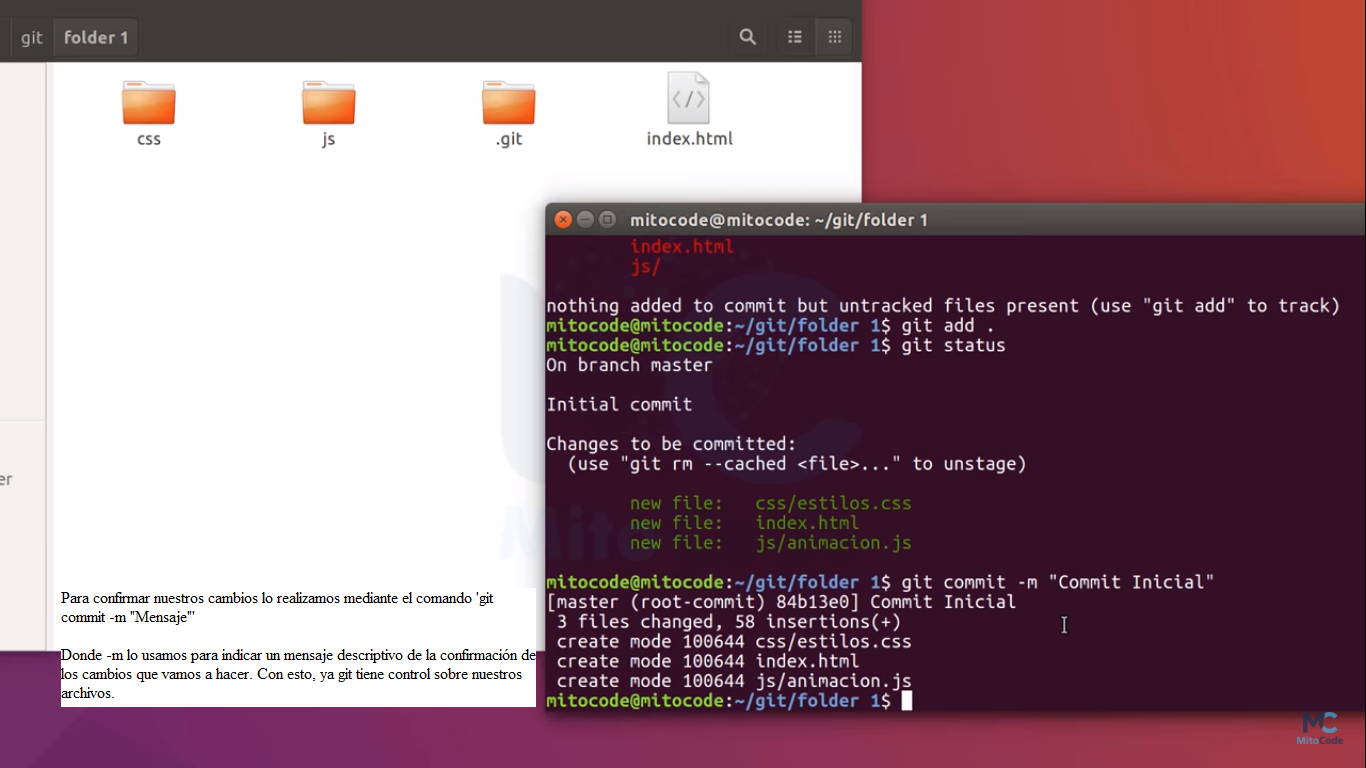 git folder 1
css js .git index.html
er
mitocode@mitocode: ~/git/folder 1
index.html
js/
nothing added to commit but untracked files present (use "git add" to track)
mitocode@mitocode:~/git/folder 1$ git add .
mitocode@mitocode:~/git/folder 1$ git status
On branch master
Initial commit
Changes to be committed:
(use "git rm --cached <file>..." to unstage)
new file: css/estilos.css
new file: index.html
new file: js/animacion.js
mitocode@mitocode:~/git/folder 1$ git commit -m "Commit Inicial"
[master (root-commit) 84b13e0] Commit Inicial
3 files changed, 58 insertions(+)
create mode 100644 css/estilos.css
create mode 100644 index.html
create mode 100644 js/animacion.js
mitocode@mitocode:~/git/folder 1$
Para confirmar nuestros cambios lo realizamos mediante el comando 'git
commit -m "Mensaje"'
Donde -m lo usamos para indicar un mensaje descriptivo de la confirmación de
los cambios que vamos a hacer. Con esto, ya git tiene control sobre nuestros
archivos.
MC
MitoCode